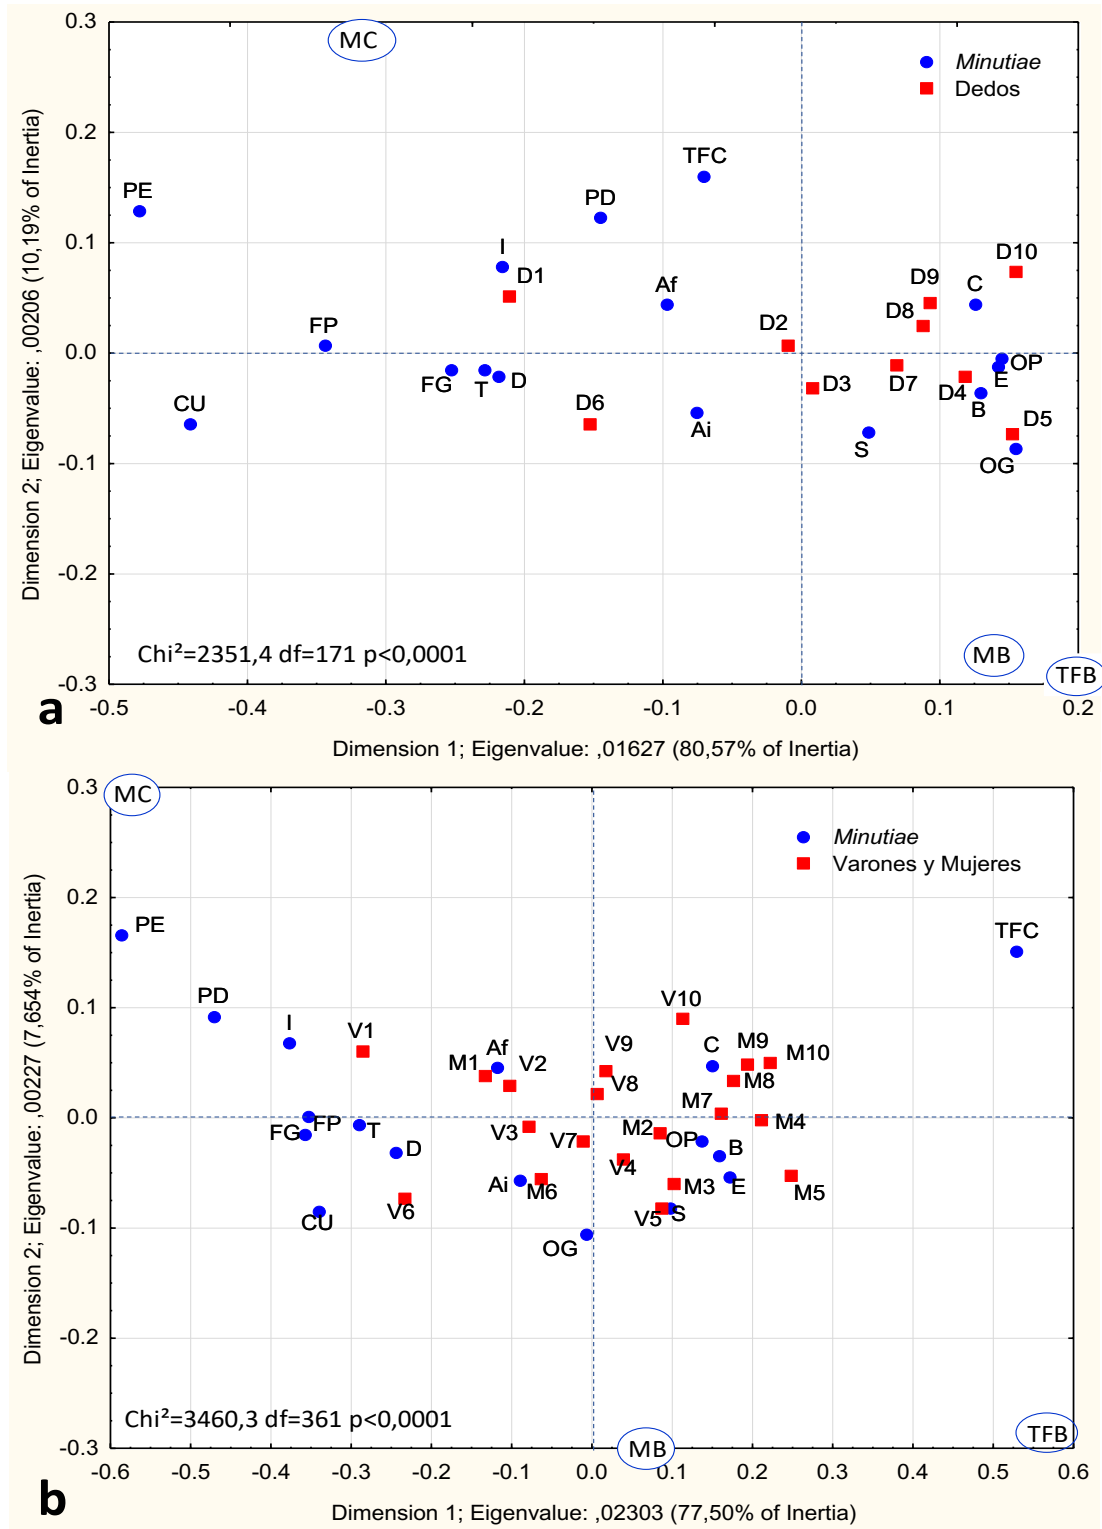 0.3
MC
Minutiae
Dedos
0.2
TFC
PE
PD
0.1
I
D1
D10
Af
D9
C
D8
FP
D2
0.0
FG
T
D
D3
D7
D4
E
OP
CU
D6
B
D5
Ai
S
OG
-0.1
-0.2
Chi²=2351,4 df=171 p<0,0001
MB
TFB
-0.3
a
-0.5
-0.4
-0.3
-0.2
-0.1
0.0
0.1
0.2
Dimension 1; Eigenvalue: ,01627 (80,57% of Inertia)
Dimension 2; Eigenvalue: ,00206 (10,19% of Inertia)
0.3
MC
Minutiae
Varones y Mujeres
0.2
PE
TFC
PD
V10
0.1
I
V1
Af
V9
C
M9
M10
M1
V2
V8
M8
M7
0.0
FG
FP
T
V3
V7
M2
OP
M4
D
B
V4
Ai
M6
M3
E
M5
CU
V6
V5
S
-0.1
OG
-0.2
Chi²=3460,3 df=361 p<0,0001
MB
TFB
-0.3
b
-0.6
-0.5
-0.4
-0.3
-0.2
-0.1
0.0
0.1
0.2
0.3
0.4
0.5
0.6
Dimension 1; Eigenvalue: ,02303 (77,50% of Inertia)
Dimension 2; Eigenvalue: ,00227 (7,654% of Inertia)